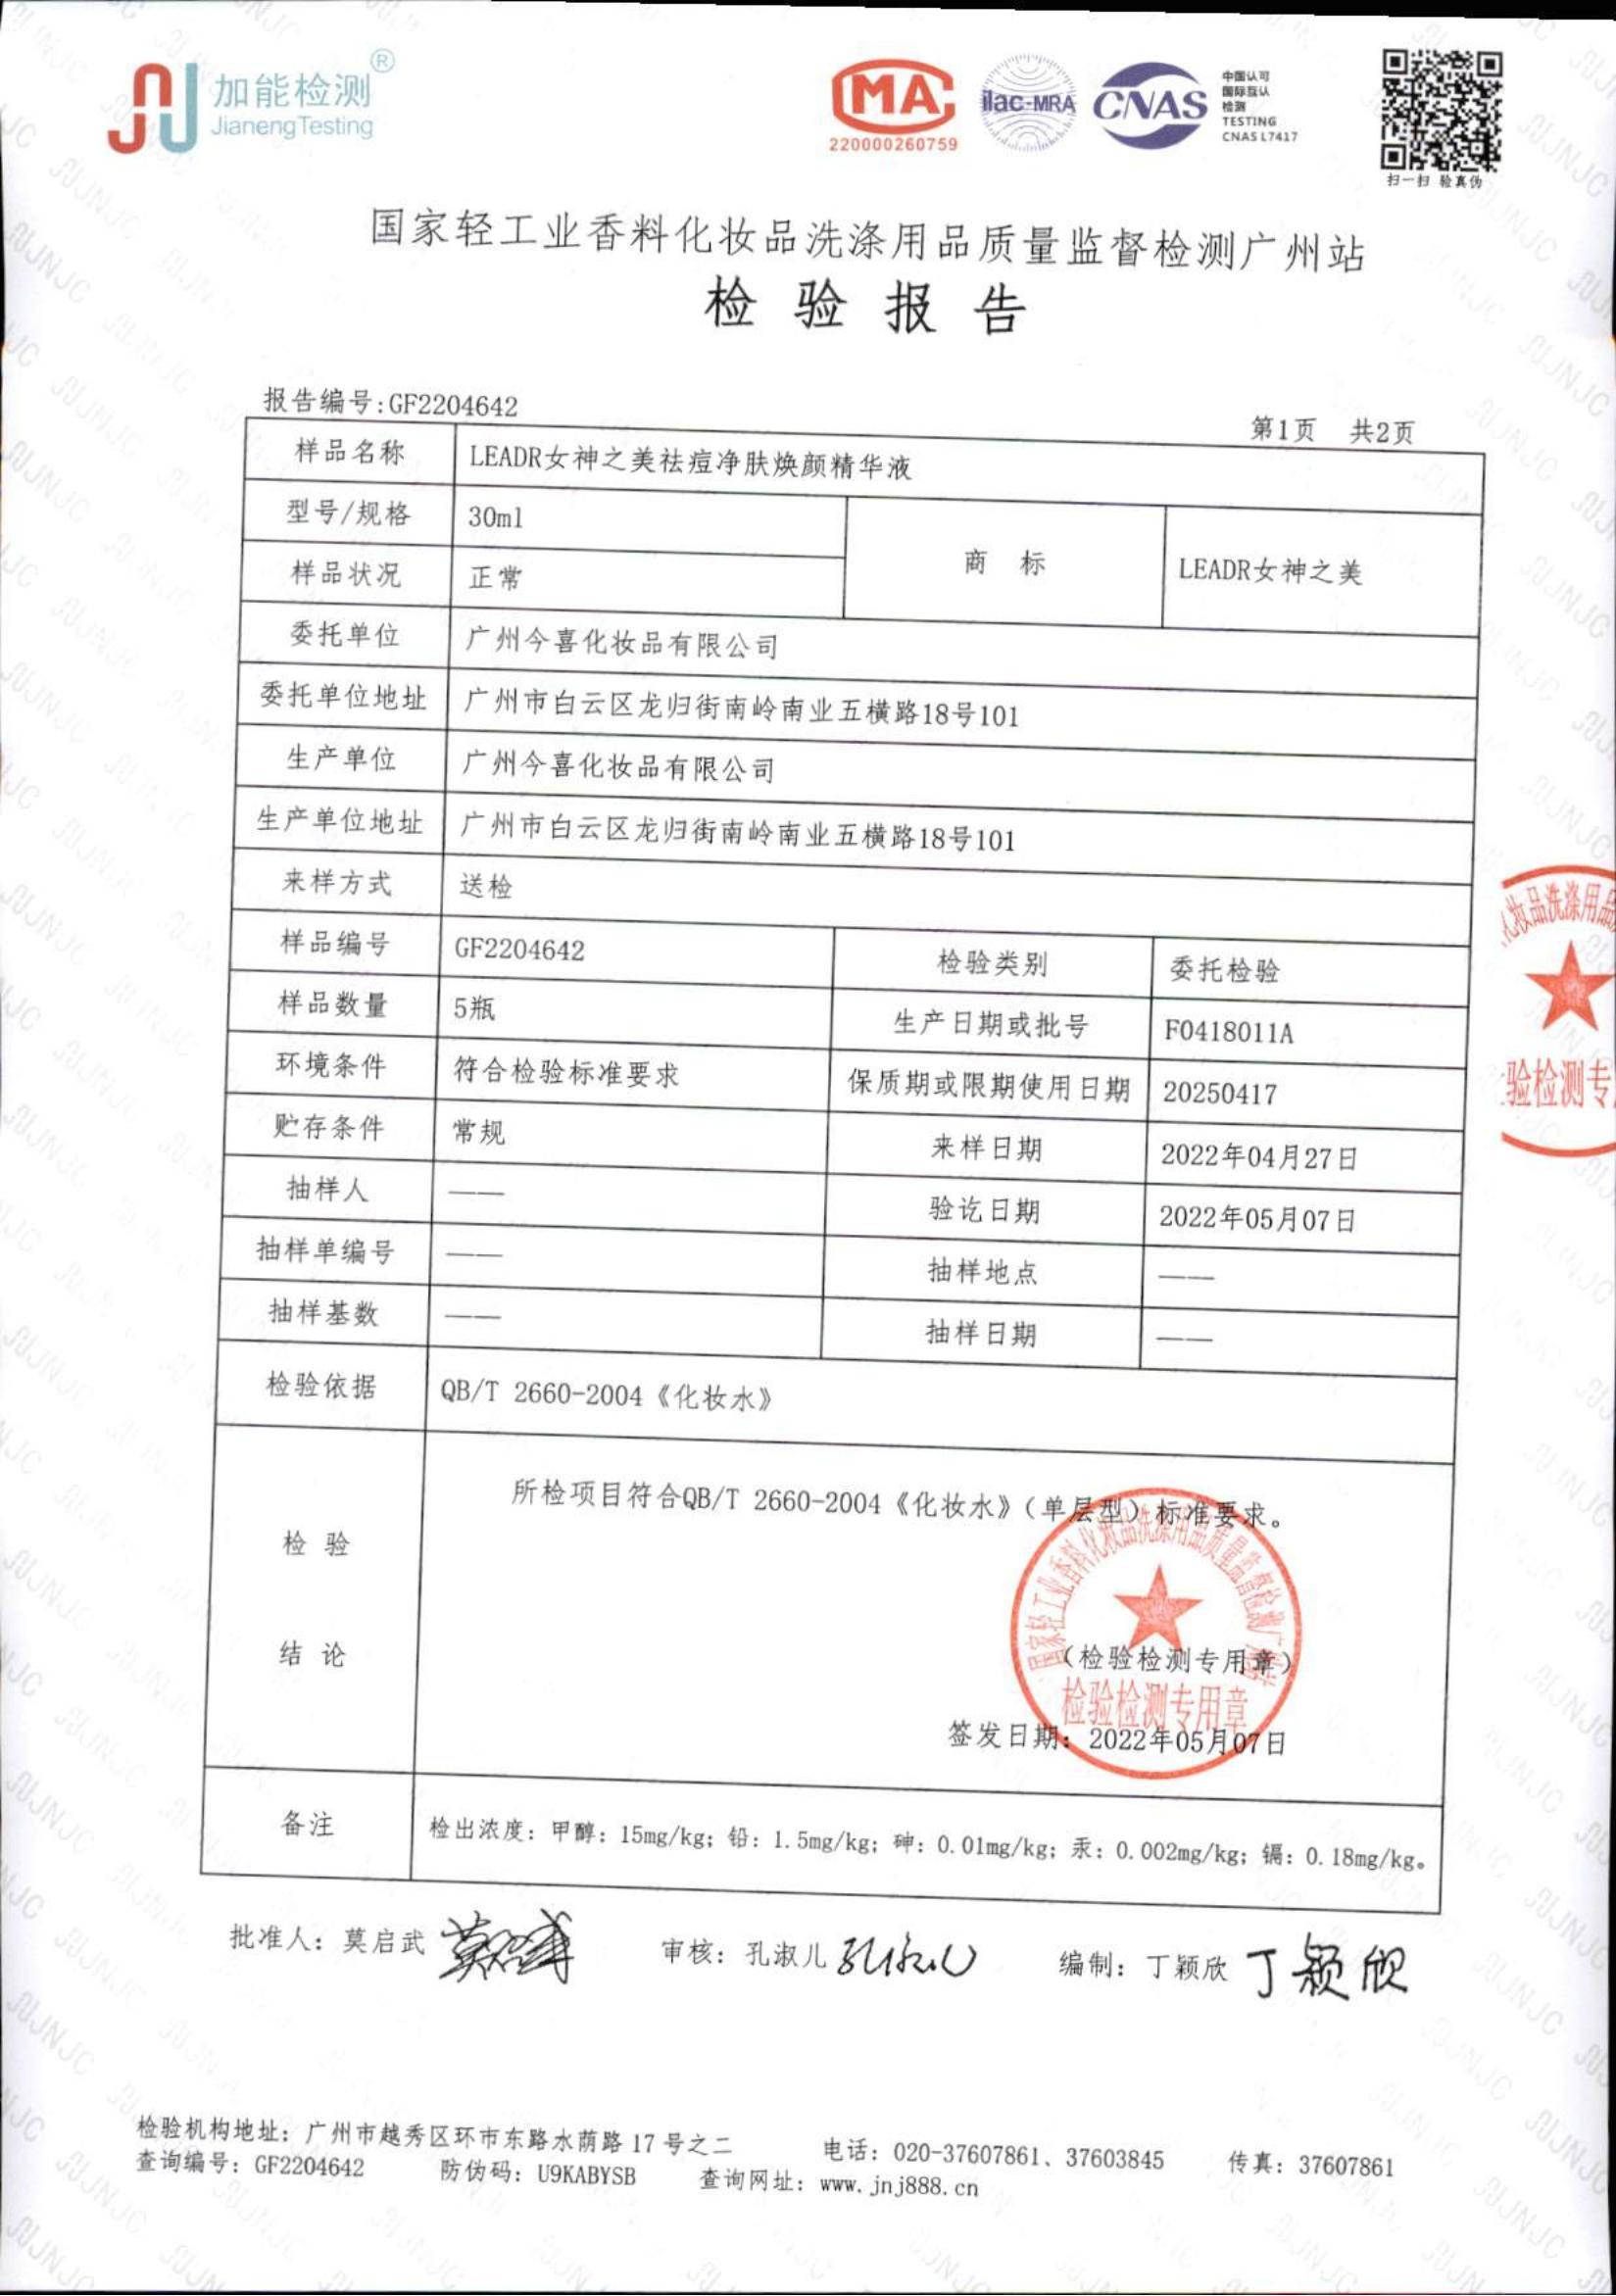 加能检测®
JianengTesting
MA
220000260759
ilac-MRA
CNAS
中国认可
国际互认
检测
TESTING
CNAS L7417
扫一扫 验真伪
国家轻工业香料化妆品洗涤用品质量监督检测广州站
检验报告
报告编号:GF2204642
第1页 共2页
样品名称 LEADR女神之美祛痘净肤焕颜精华液
型号/规格 30ml 商 标 LEADR女神之美
样品状况 正常
委托单位 广州今喜化妆品有限公司
委托单位地址 广州市白云区龙归街南岭南业五横路18号101
生产单位 广州今喜化妆品有限公司
生产单位地址 广州市白云区龙归街南岭南业五横路18号101
来样方式 送检
样品编号 GF2204642 检验类别 委托检验
样品数量 5瓶 生产日期或批号 F0418011A
环境条件 符合检验标准要求 保质期或限期使用日期 20250417
贮存条件 常规 来样日期 2022年04月27日
抽样人 —— 验讫日期 2022年05月07日
抽样单编号 —— 抽样地点 ——
抽样基数 —— 抽样日期 ——
检验依据 QB/T 2660-2004《化妆水》
检 验
结 论
所检项目符合QB/T 2660-2004《化妆水》(单层型)标准要求。
国家轻工业香料化妆品洗涤用品质量监督检测广州站
(检验检测专用章)
检验检测专用章
签发日期: 2022年05月07日
化妆品洗涤用品
验检测专
备注 检出浓度: 甲醇: 15mg/kg; 铅: 1.5mg/kg; 砷: 0.01mg/kg; 汞: 0.002mg/kg; 镉: 0.18mg/kg。
批准人: 莫启武 莫启武 审核: 孔淑儿 孔淑儿 编制: 丁颖欣 丁颖欣
检验机构地址: 广州市越秀区环市东路水荫路 17 号之二 电话: 020-37607861、37603845 传真: 37607861
查询编号: GF2204642 防伪码: U9KABYSB 查询网址: www.jnj888.cn